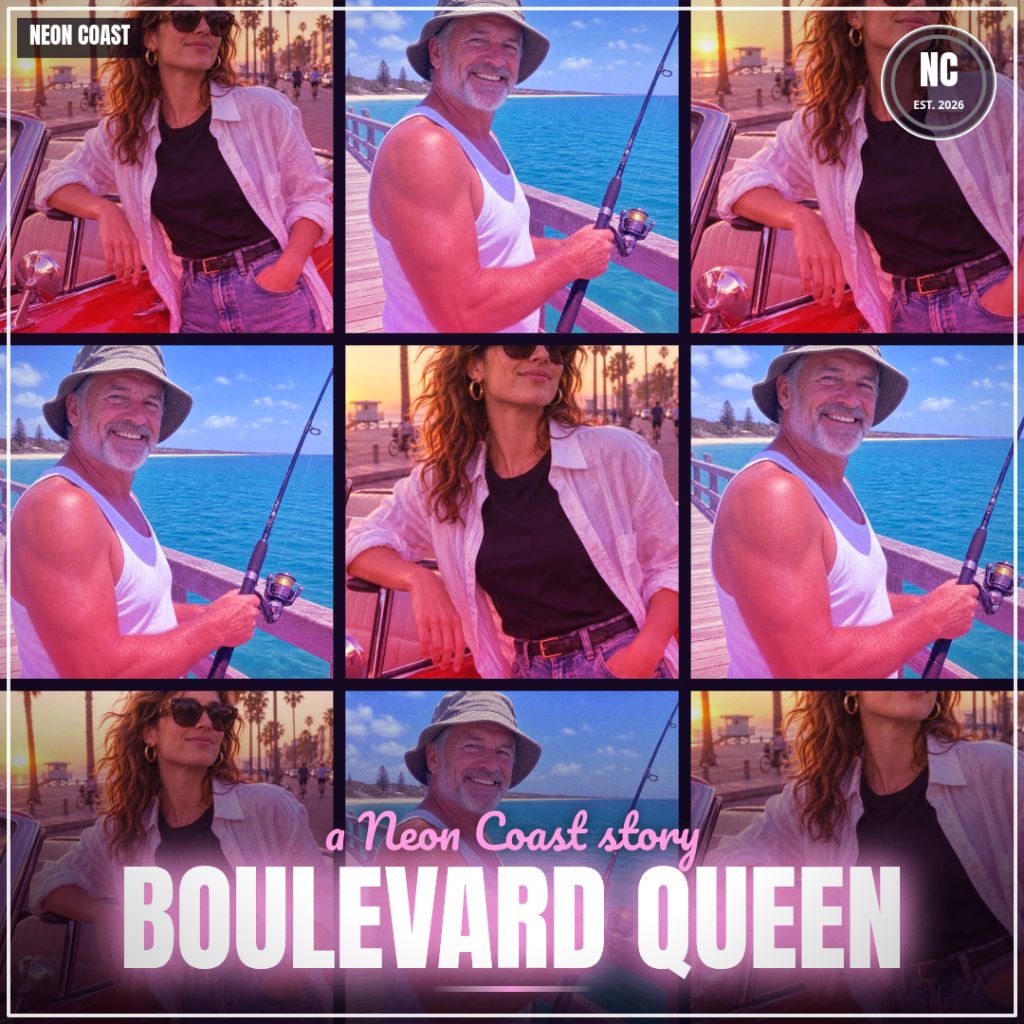 NEON COAST
NC
EST. 2026
a Neon Coast story
BOULEVARD QUEEN